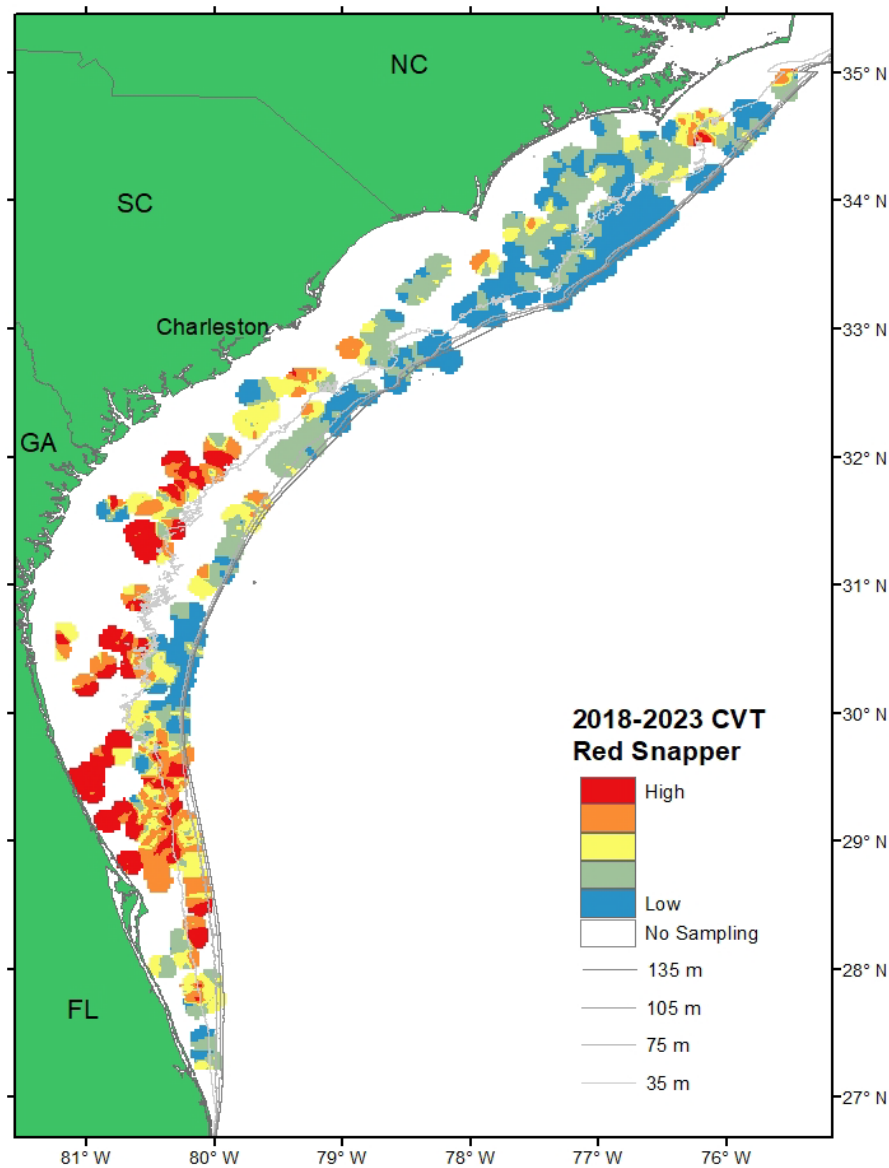 NC
35° N
SC
34° N
Charleston
33° N
GA
32° N
31° N
30° N
2018-2023 CVT
Red Snapper
High
29° N
Low
No Sampling
135 m
28° N
FL
105 m
75 m
35 m
27° N
81° W
80° W
79° W
78° W
77° W
76° W